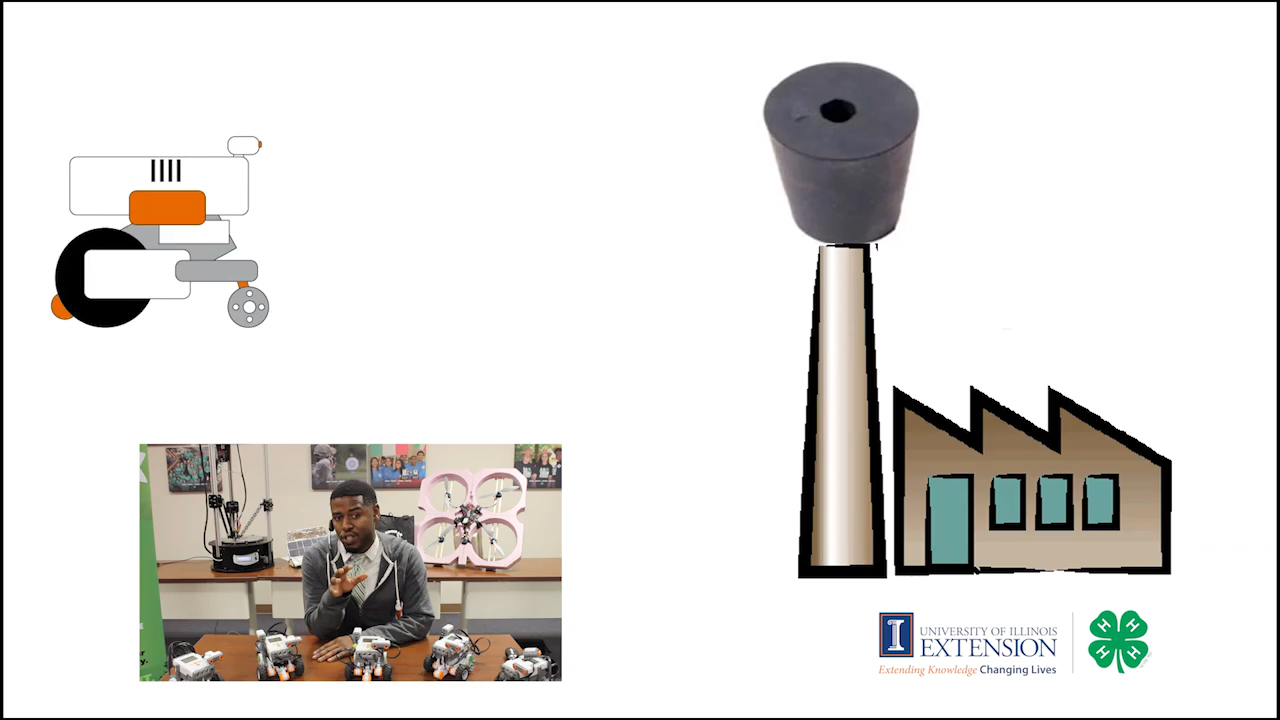 UNIVERSITY OF ILLINOIS
EXTENSION
Extending Knowledge Changing Lives
H H
H H